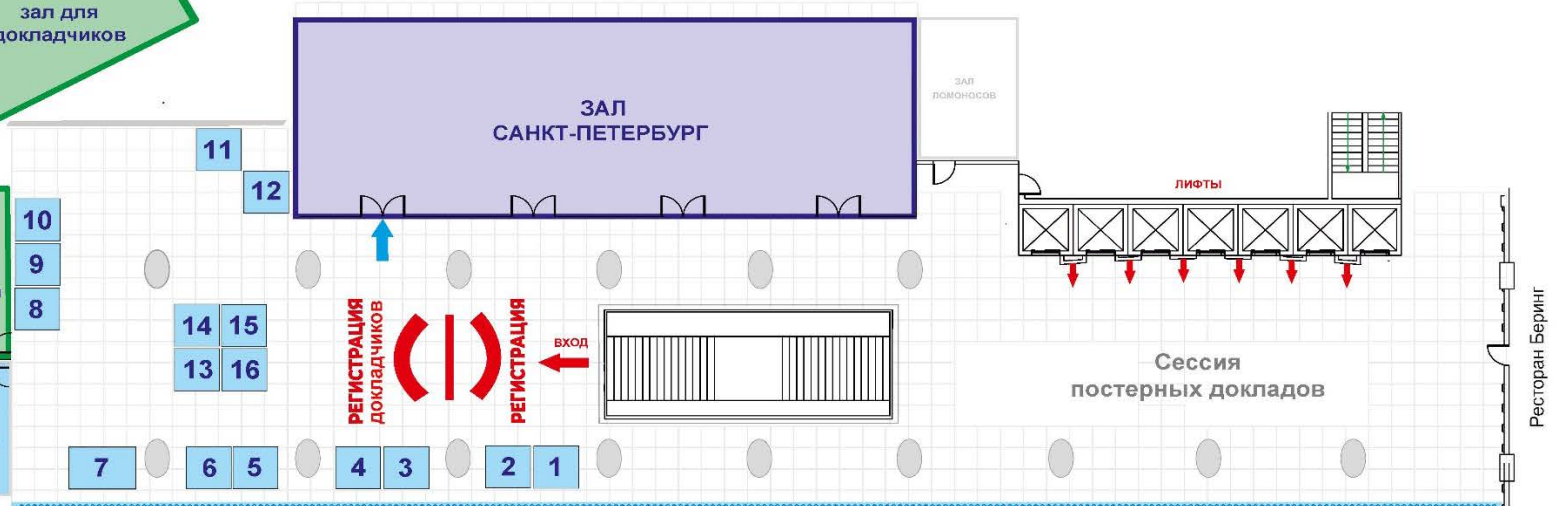 зал для
докладчиков
ЗАЛ
САНКТ-ПЕТЕРБУРГ
ЗАЛ
ЛОМОНОСОВ
11
12
ЛИФТЫ
10
9
8
14
15
13
16
РЕГИСТРАЦИЯ
докладчиков
РЕГИСТРАЦИЯ
ВХОД
Сессия
постерных докладов
Ресторан Беринг
7
6
5
4
3
2
1